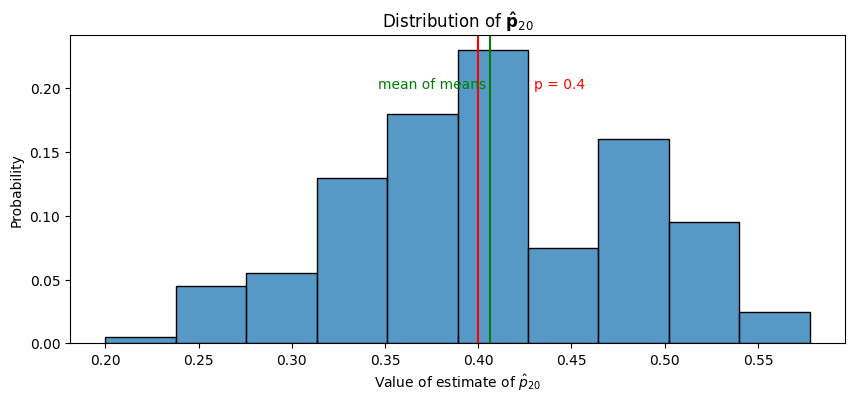 Distribution of p̂₂₀
mean of means
p = 0.4
Probability
0.20
0.15
0.10
0.05
0.00
0.20 0.25 0.30 0.35 0.40 0.45 0.50 0.55
Value of estimate of p̂₂₀